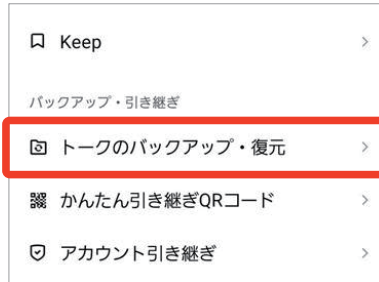 Keep
バックアップ・引き継ぎ
トークのバックアップ・復元
かんたん引き継ぎQRコード
アカウント引き継ぎ